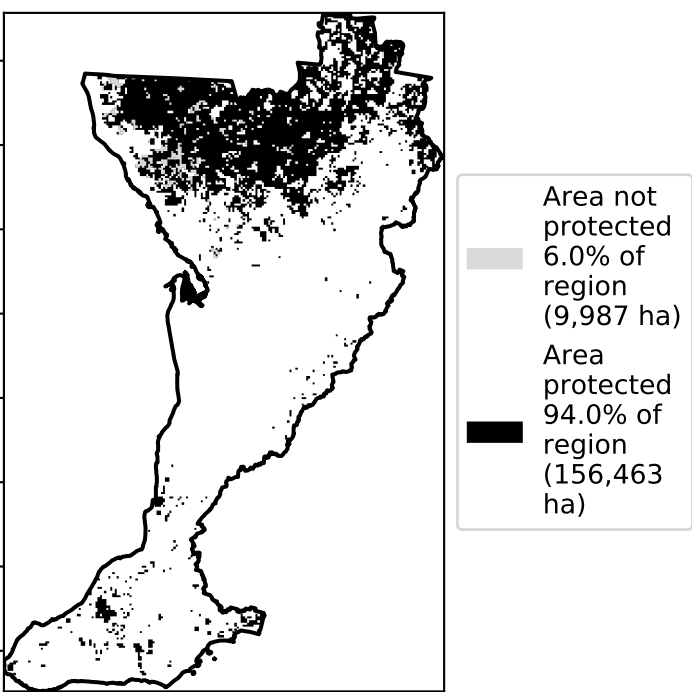 Area not
protected
6.0% of
region
(9,987 ha)
Area
protected
94.0% of
region
(156,463
ha)